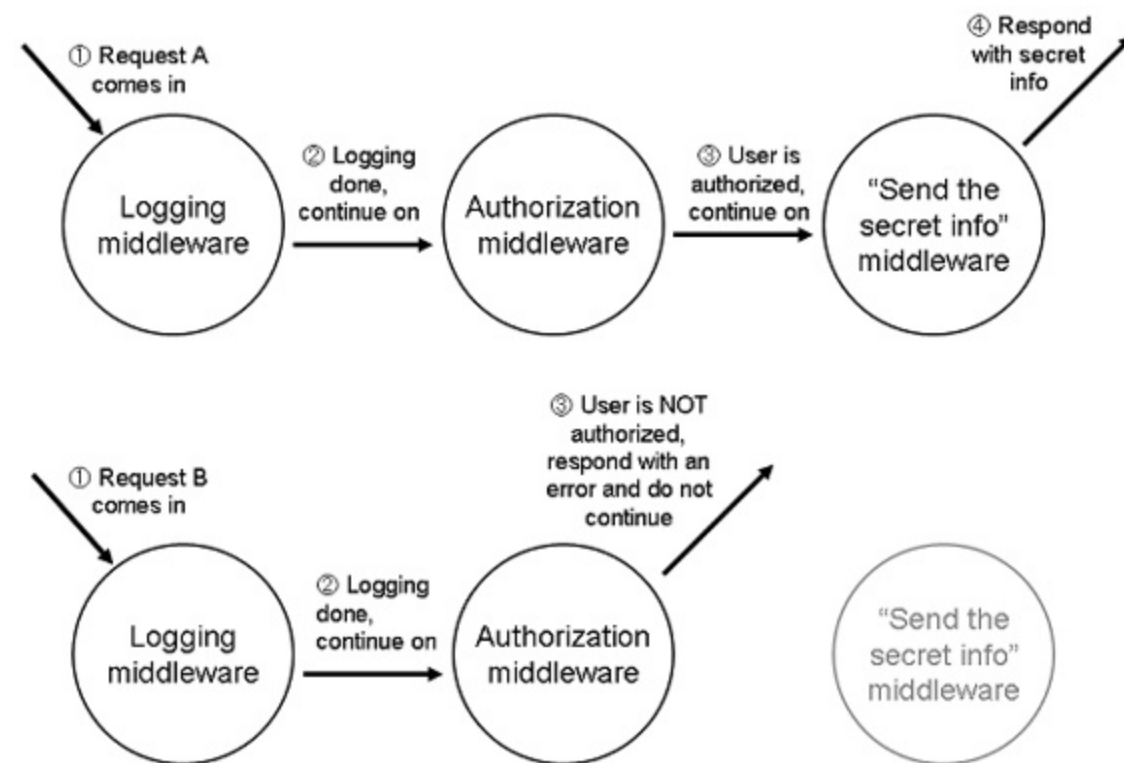 ① Request A
comes in
Logging
middleware
② Logging
done,
continue on
Authorization
middleware
③ User is
authorized,
continue on
“Send the
secret info”
middleware
④ Respond
with secret
info
① Request B
comes in
Logging
middleware
② Logging
done,
continue on
Authorization
middleware
③ User is NOT
authorized,
respond with an
error and do not
continue
“Send the
secret info”
middleware